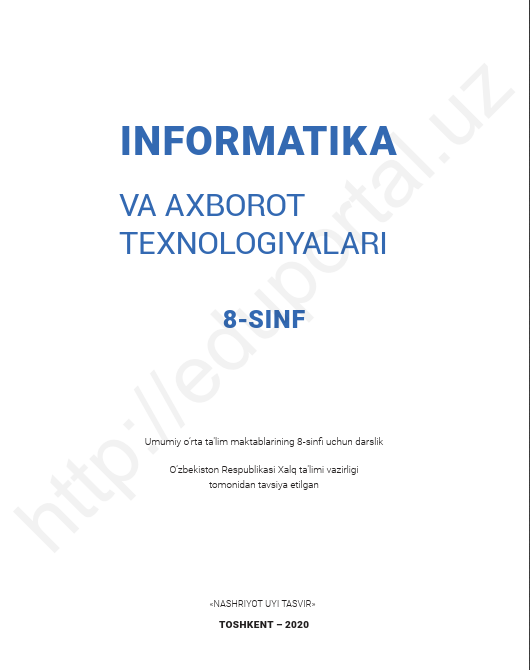 INFORMATIKA
VA AXBOROT
TEXNOLOGIYALARI
8-SINF
Umumiy o‘rta ta’lim maktablarining 8-sinfi uchun darslik
O‘zbekiston Respublikasi Xalq ta’limi vazirligi
tomonidan tavsiya etilgan
«NASHRIYOT UYI TASVIR»
TOSHKENT – 2020
http://eduportal.uz